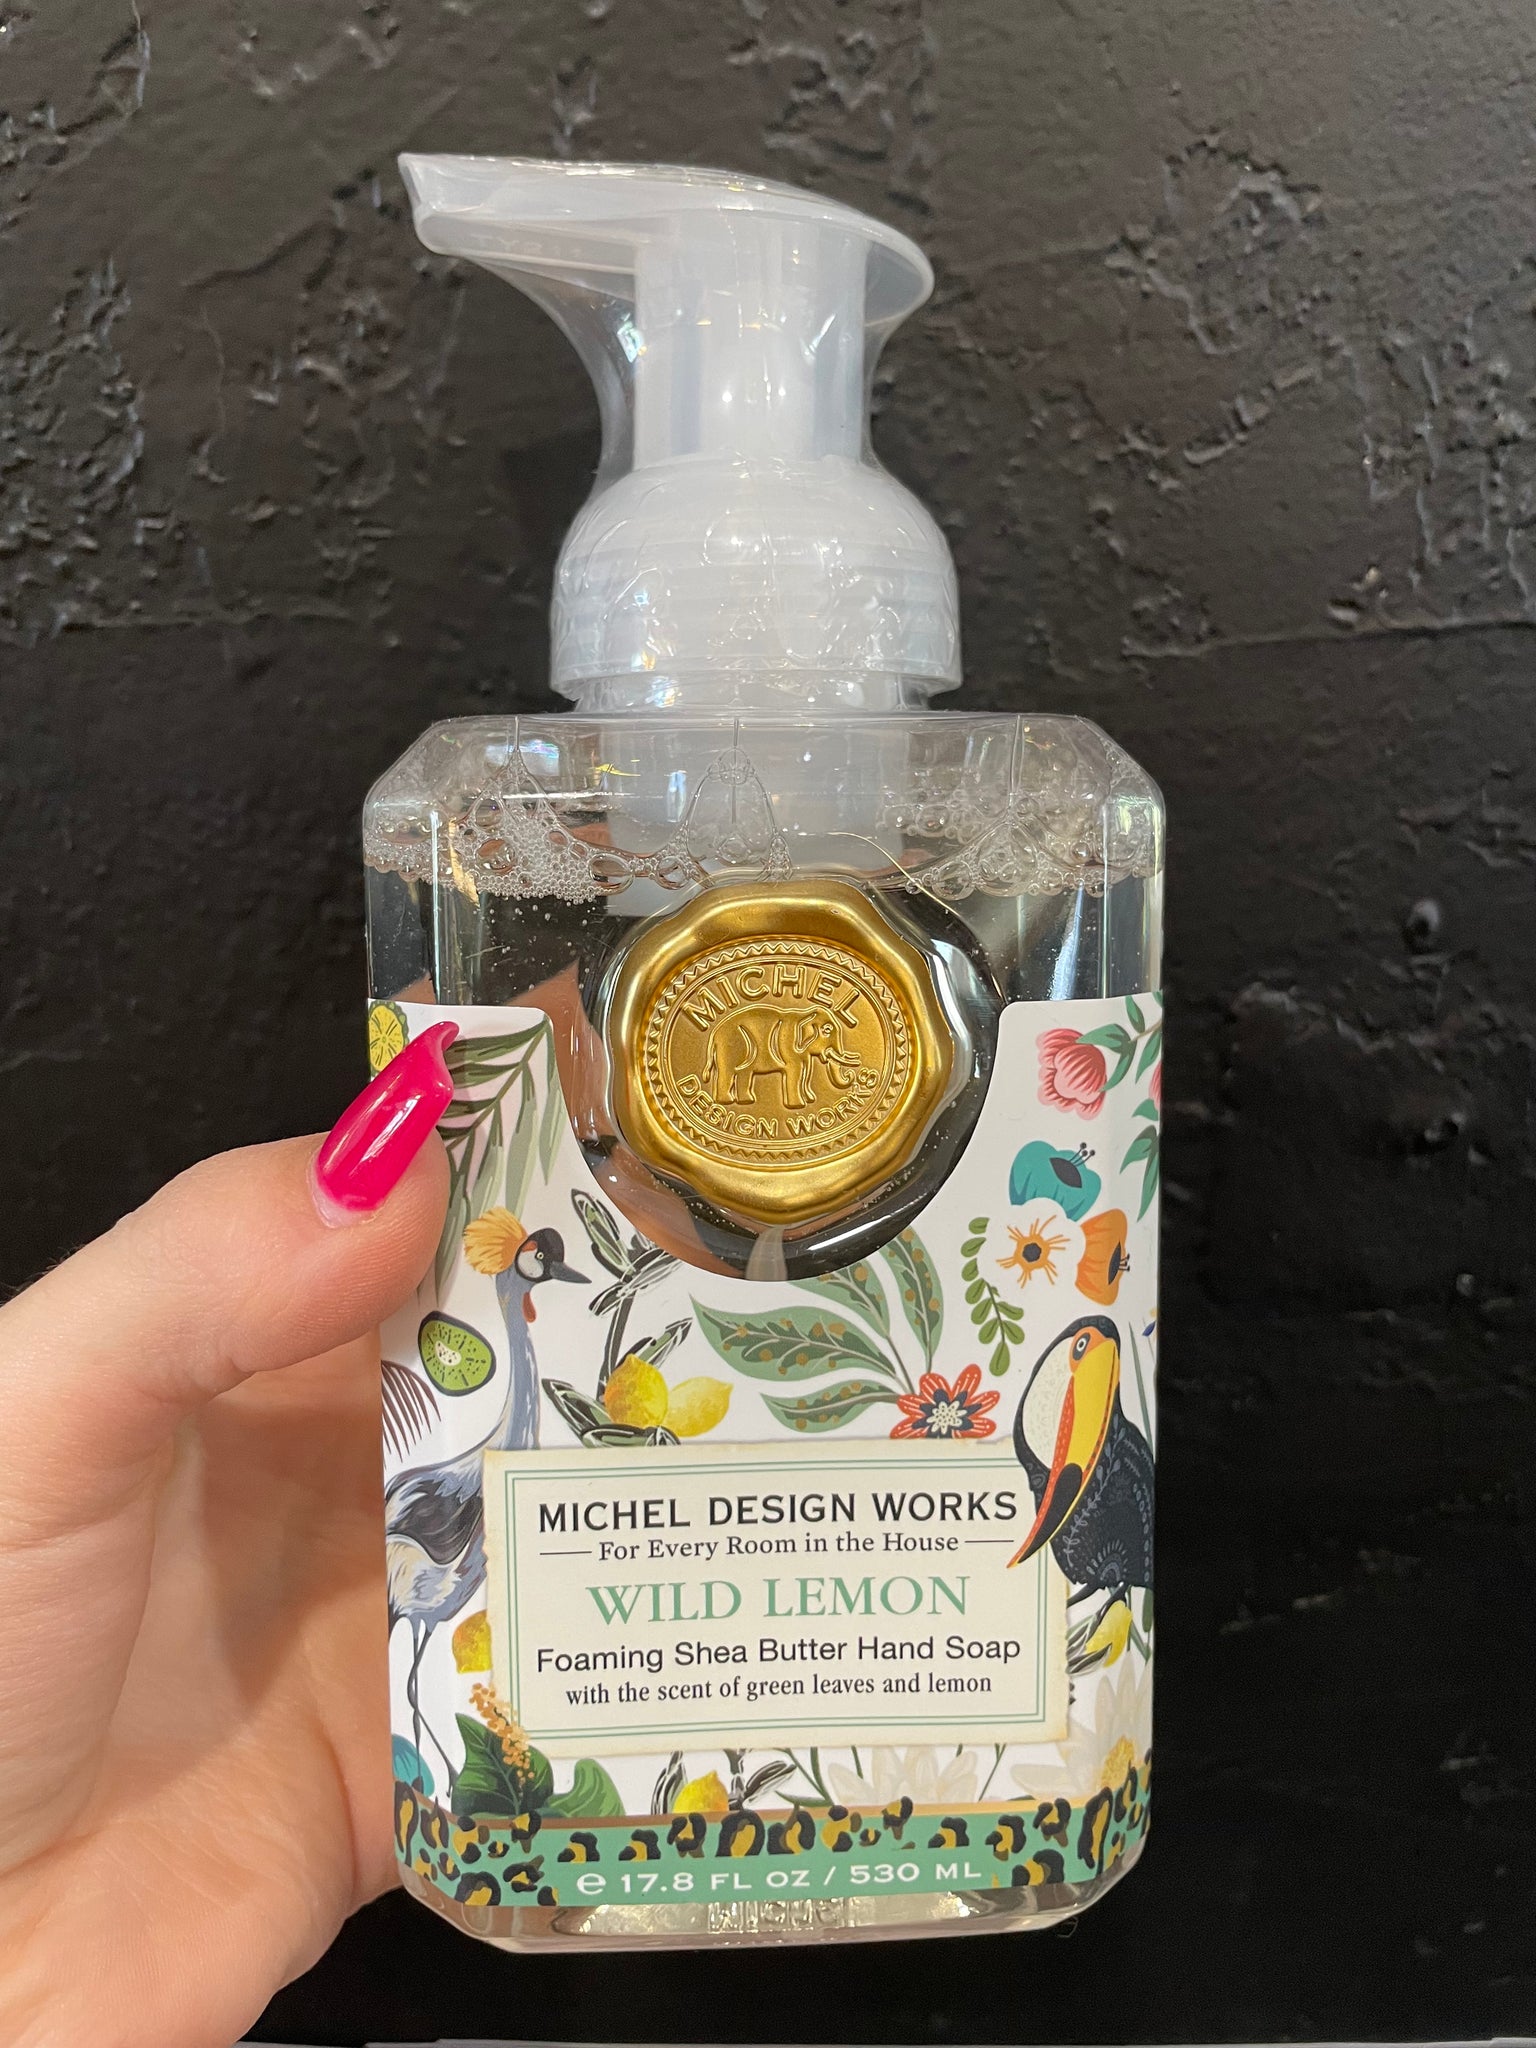 MICHEL
DESIGN WORKS
MICHEL DESIGN WORKS
For Every Room in the House
WILD LEMON
Foaming Shea Butter Hand Soap
with the scent of green leaves and lemon
℮ 17.8 FL OZ / 530 ML